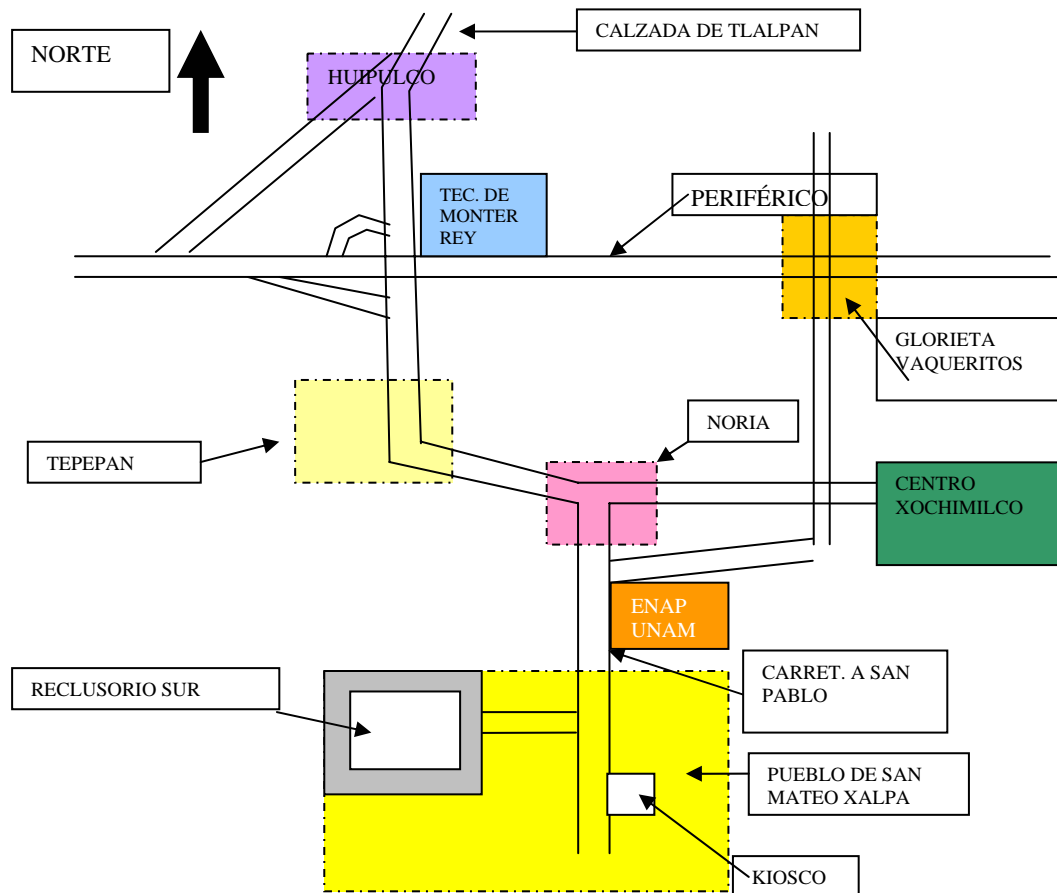 CALZADA DE TLALPAN
NORTE
HUIPULCO
TEC. DE
MONTER
REY
PERIFÉRICO
GLORIETA
VAQUERITOS
NORIA
TEPEPAN
CENTRO
XOCHIMILCO
ENAP
UNAM
RECLUSORIO SUR
CARRET. A SAN
PABLO
PUEBLO DE SAN
MATEO XALPA
KIOSCO